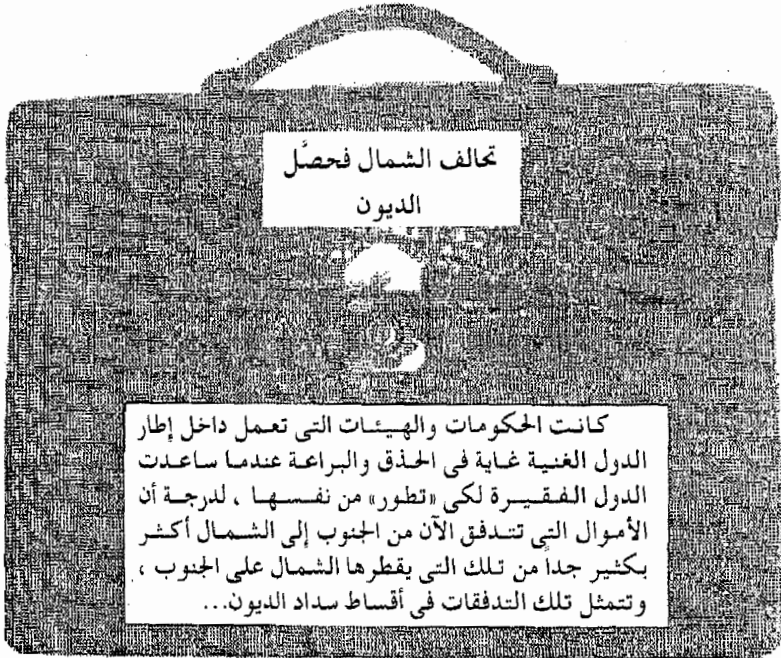 تحالف الشمال فحصَّل
الديون
كانت الحكومات والهيئات التى تعمل داخل إطار
الدول الغنية غاية فى الحذق والبراعة عندما ساعدت
الدول الفقيرة لكى «تطور» من نفسها ، لدرجة أن
الأموال التى تتدفق الآن من الجنوب إلى الشمال أكثر
بكثير جداً من تلك التى يقطرها الشمال على الجنوب ،
وتتمثل تلك التدفقات فى أقساط سداد الديون...